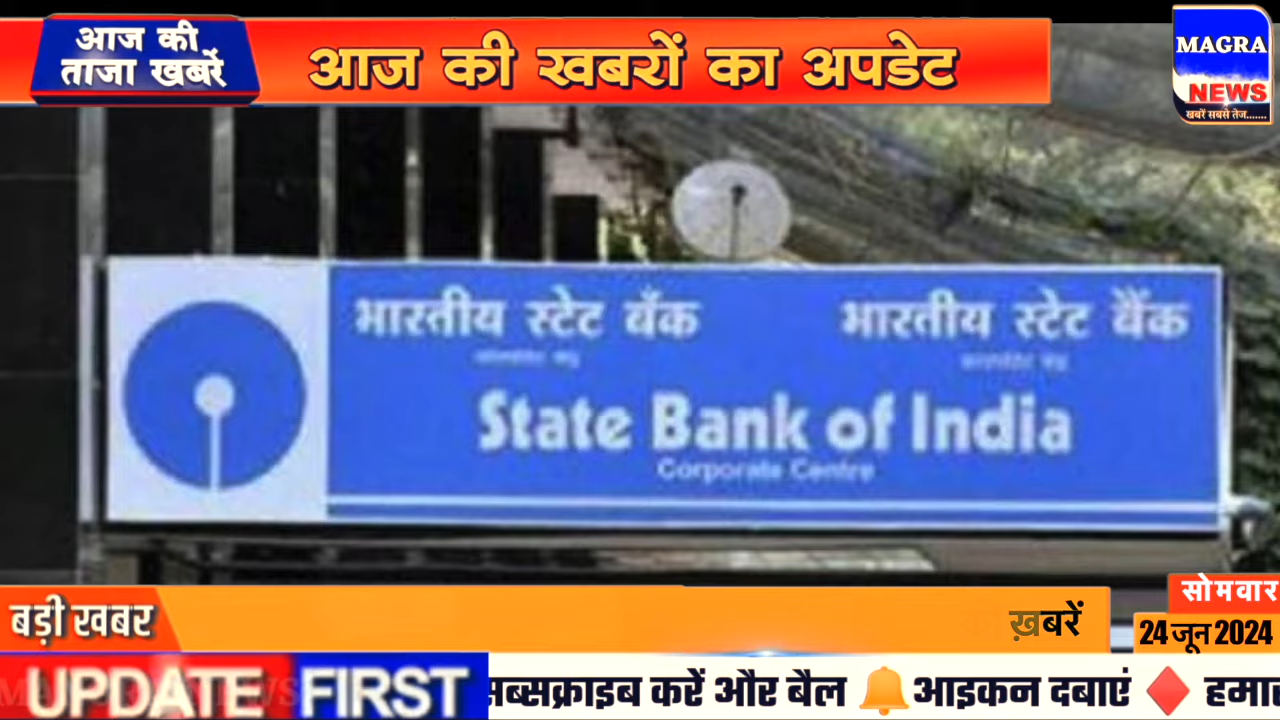 आज की
ताजा खबरें
आज की खबरों का अपडेट
MAGRA
NEWS
खबरें सबसे तेज.......
भारतीय स्टेट बैंक
भारतीय स्टेट बैंक
State Bank of India
Corporate Centre
बड़ी खबर
ख़बरें
सोमवार
24 जून 2024
UPDATE FIRST
सब्सक्राइब करें और बैल 🔔 आइकन दबाएं ♦